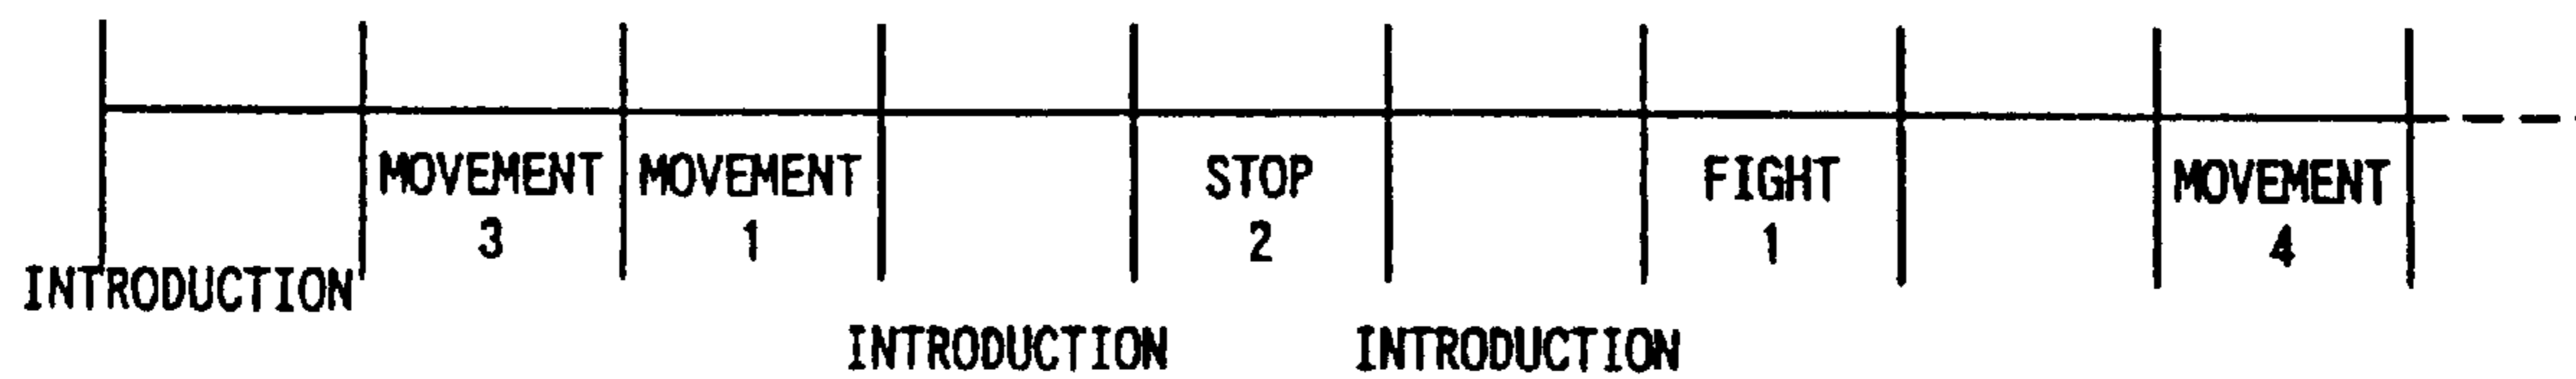 MOVEMENT MOVEMENT STOP FIGHT MOVEMENT
3 1 2 1 4
INTRODUCTION
INTRODUCTION INTRODUCTION